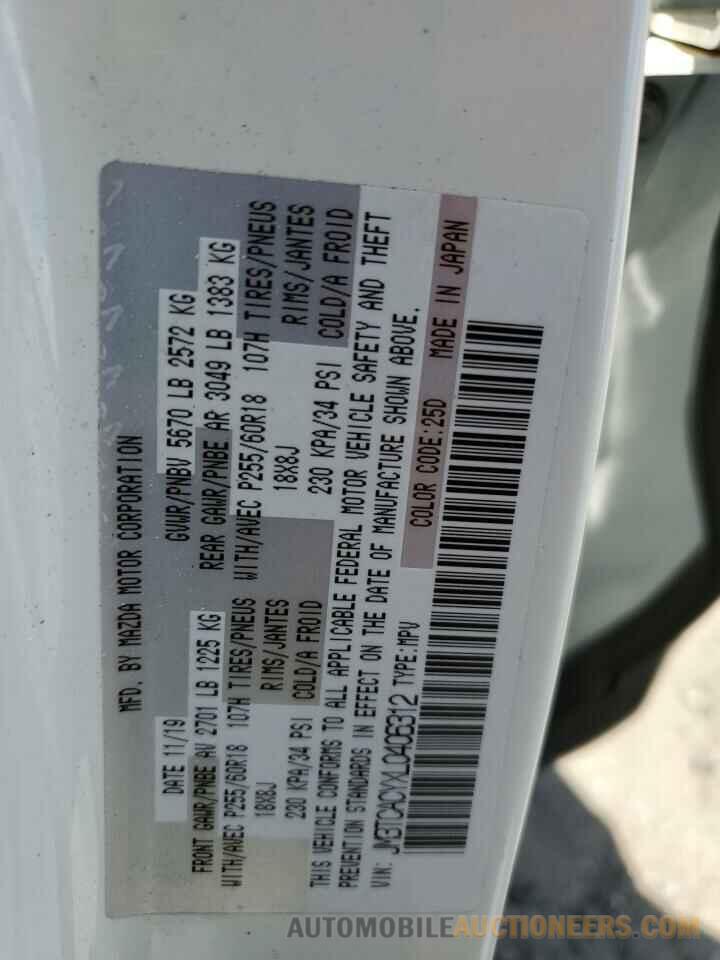 MFD. BY MAZDA MOTOR CORPORATION
DATE 11/19 GVWR/PNBV 5670 LB 2572 KG
FRONT GAWR/PNBE AV 2701 LB 1225 KG REAR GAWR/PNBE AR 3049 LB 1383 KG
WITH/AVEC P255/60R18 107H TIRES/PNEUS WITH/AVEC P255/60R18 107H TIRES/PNEUS
18X8J RIMS/JANTES 18X8J RIMS/JANTES
230 KPA/34 PSI COLD/A FROID 230 KPA/34 PSI COLD/A FROID
THIS VEHICLE CONFORMS TO ALL APPLICABLE FEDERAL MOTOR VEHICLE SAFETY AND THEFT
PREVENTION STANDARDS IN EFFECT ON THE DATE OF MANUFACTURE SHOWN ABOVE.
VIN: JM3TCACYXL0406312 TYPE:MPV COLOR CODE:25D MADE IN JAPAN
AUTOMOBILEAUCTIONEERS.COM